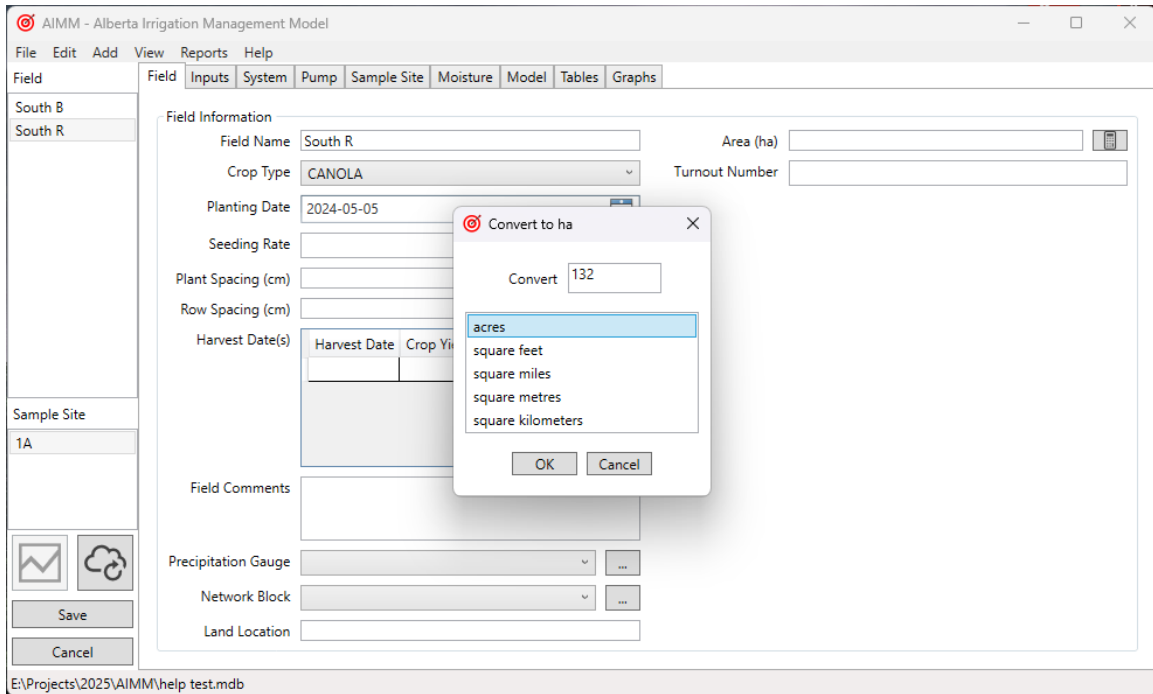 AIMM - Alberta Irrigation Management Model
File Edit Add View Reports Help
Field
South B
South R
Sample Site
1A
Save
Cancel
Field Inputs System Pump Sample Site Moisture Model Tables Graphs
Field Information
Field Name South R
Crop Type CANOLA
Planting Date 2024-05-05
Seeding Rate
Plant Spacing (cm)
Row Spacing (cm)
Harvest Date(s)
Harvest Date
Field Comments
Precipitation Gauge
...
Network Block
...
Land Location
Area (ha)
Turnout Number
Convert to ha
Convert 132
acres
square feet
square miles
square metres
square kilometers
OK Cancel
E:\Projects\2025\AIMM\help test.mdb